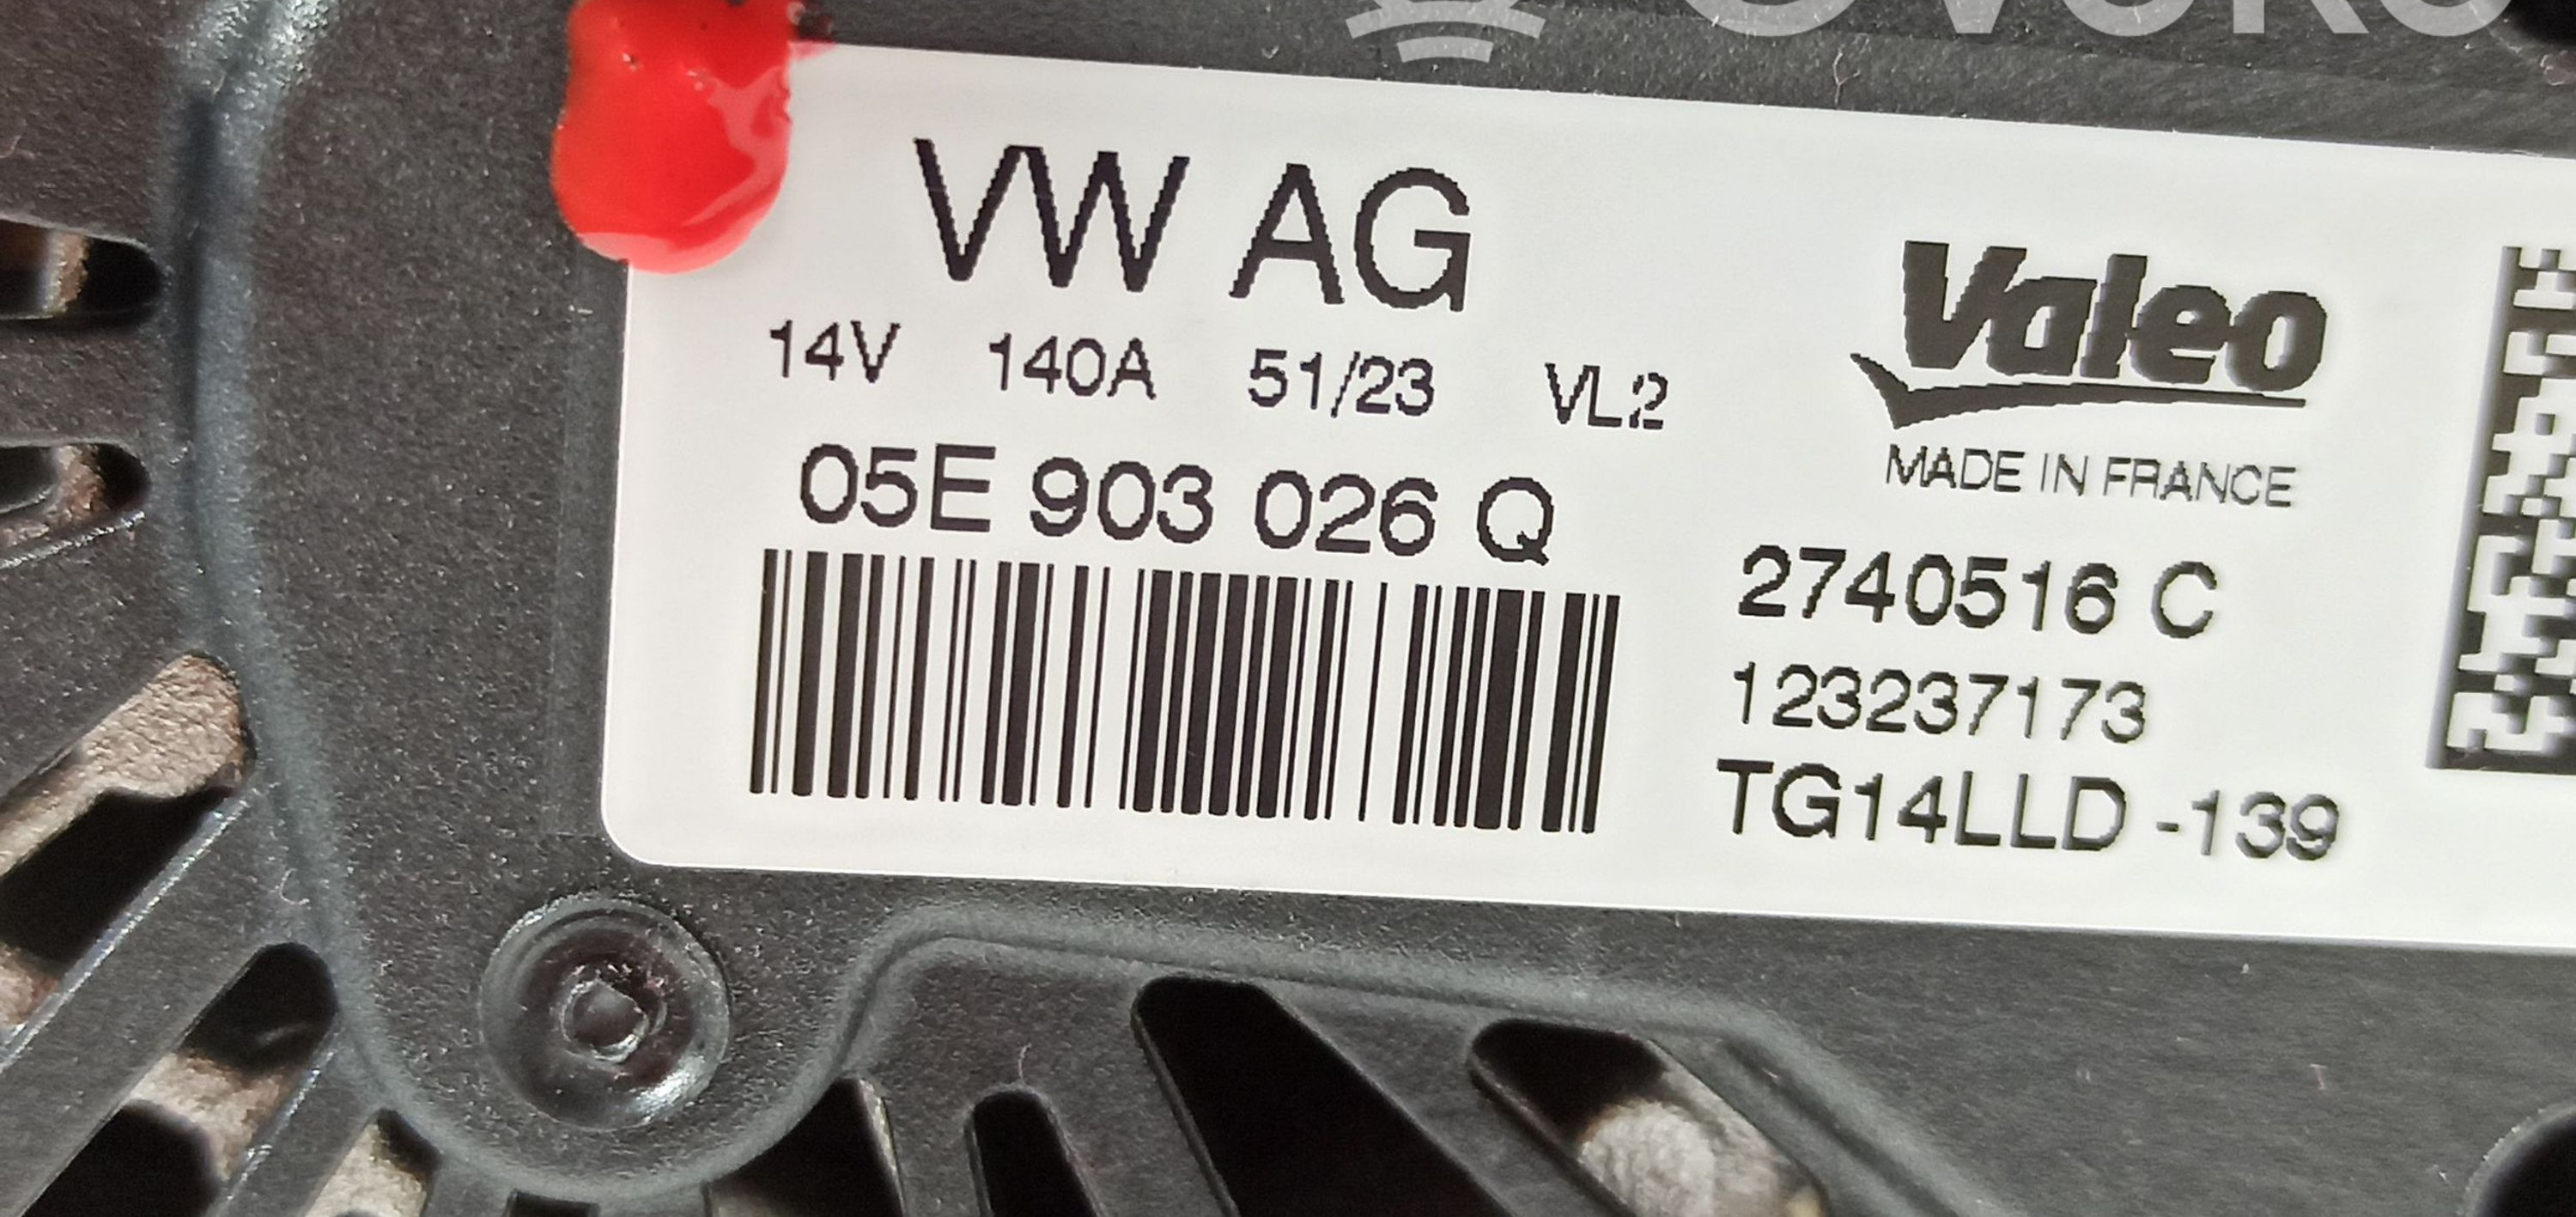 VW AG
14V 140A 51/23 VL2
05E 903 026 Q
Valeo
MADE IN FRANCE
2740516 C
123237173
TG14LLD -139